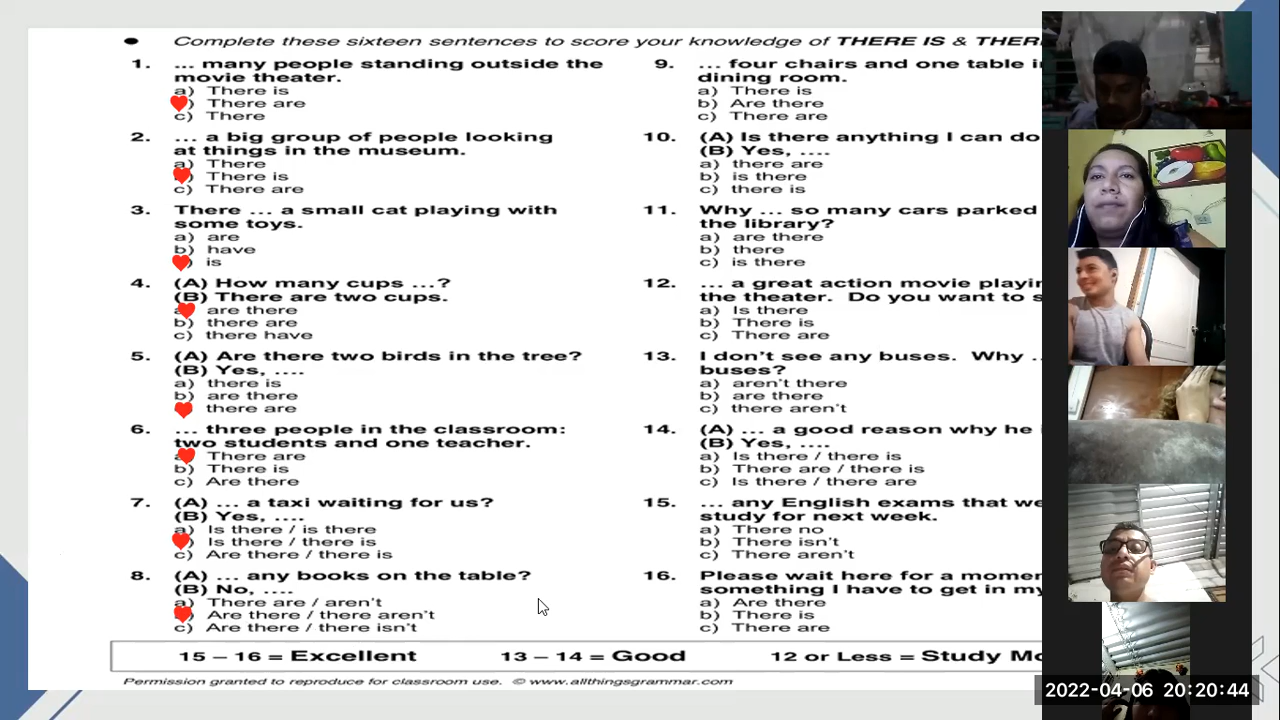 Complete these sixteen sentences to score your knowledge of THERE IS &
1. ... many people standing outside the
movie theater.
a) There is
) There are
c) There
2. ... a big group of people looking
at things in the museum.
a) There
) There is
c) There are
3. There ... a small cat playing with
some toys.
a) are
b) have
) is
4. (A) How many cups ...?
(B) There are two cups.
are there
b) there are
c) there have
5. (A) Are there two birds in the tree?
(B) Yes, ....
a) there is
b) are there
there are
6. ... three people in the classroom:
two students and one teacher.
There are
b) There is
c) Are there
7. (A) ... a taxi waiting for us?
(B) Yes, ....
a) Is there / is there
) Is there / there is
c) Are there / there is
8. (A) ... any books on the table?
(B) No, ....
a) There are / aren't
) Are there / there aren't
c) Are there / there isn't
9. ... four chairs and one table
dining room.
a) There is
b) Are there
c) There are
10. (A) Is there anything I can do
(B) Yes, ....
a) there are
b) is there
c) there is
11. Why ... so many cars parked
the library?
a) are there
b) there
c) is there
12. ... a great action movie
the theater. Do you want to
a) Is there
b) There is
c) There are
13. I don't see any buses. Why
buses?
a) aren't there
b) are there
c) there aren't
14. (A) ... a good reason why he
(B) Yes, ....
a) Is there / there is
b) There are / there is
c) Is there / there are
15. ... any English exams that
study for next week.
a) There no
b) There isn't
c) There aren't
16. Please wait here for a
something I have to get in
a) Are there
b) There is
c) There are
15 – 16 = Excellent 13 – 14 = Good 12 or Less = Study
Permission granted to reproduce for classroom use. © www.allthingsgrammar.com
2022-04-06 20:20:44